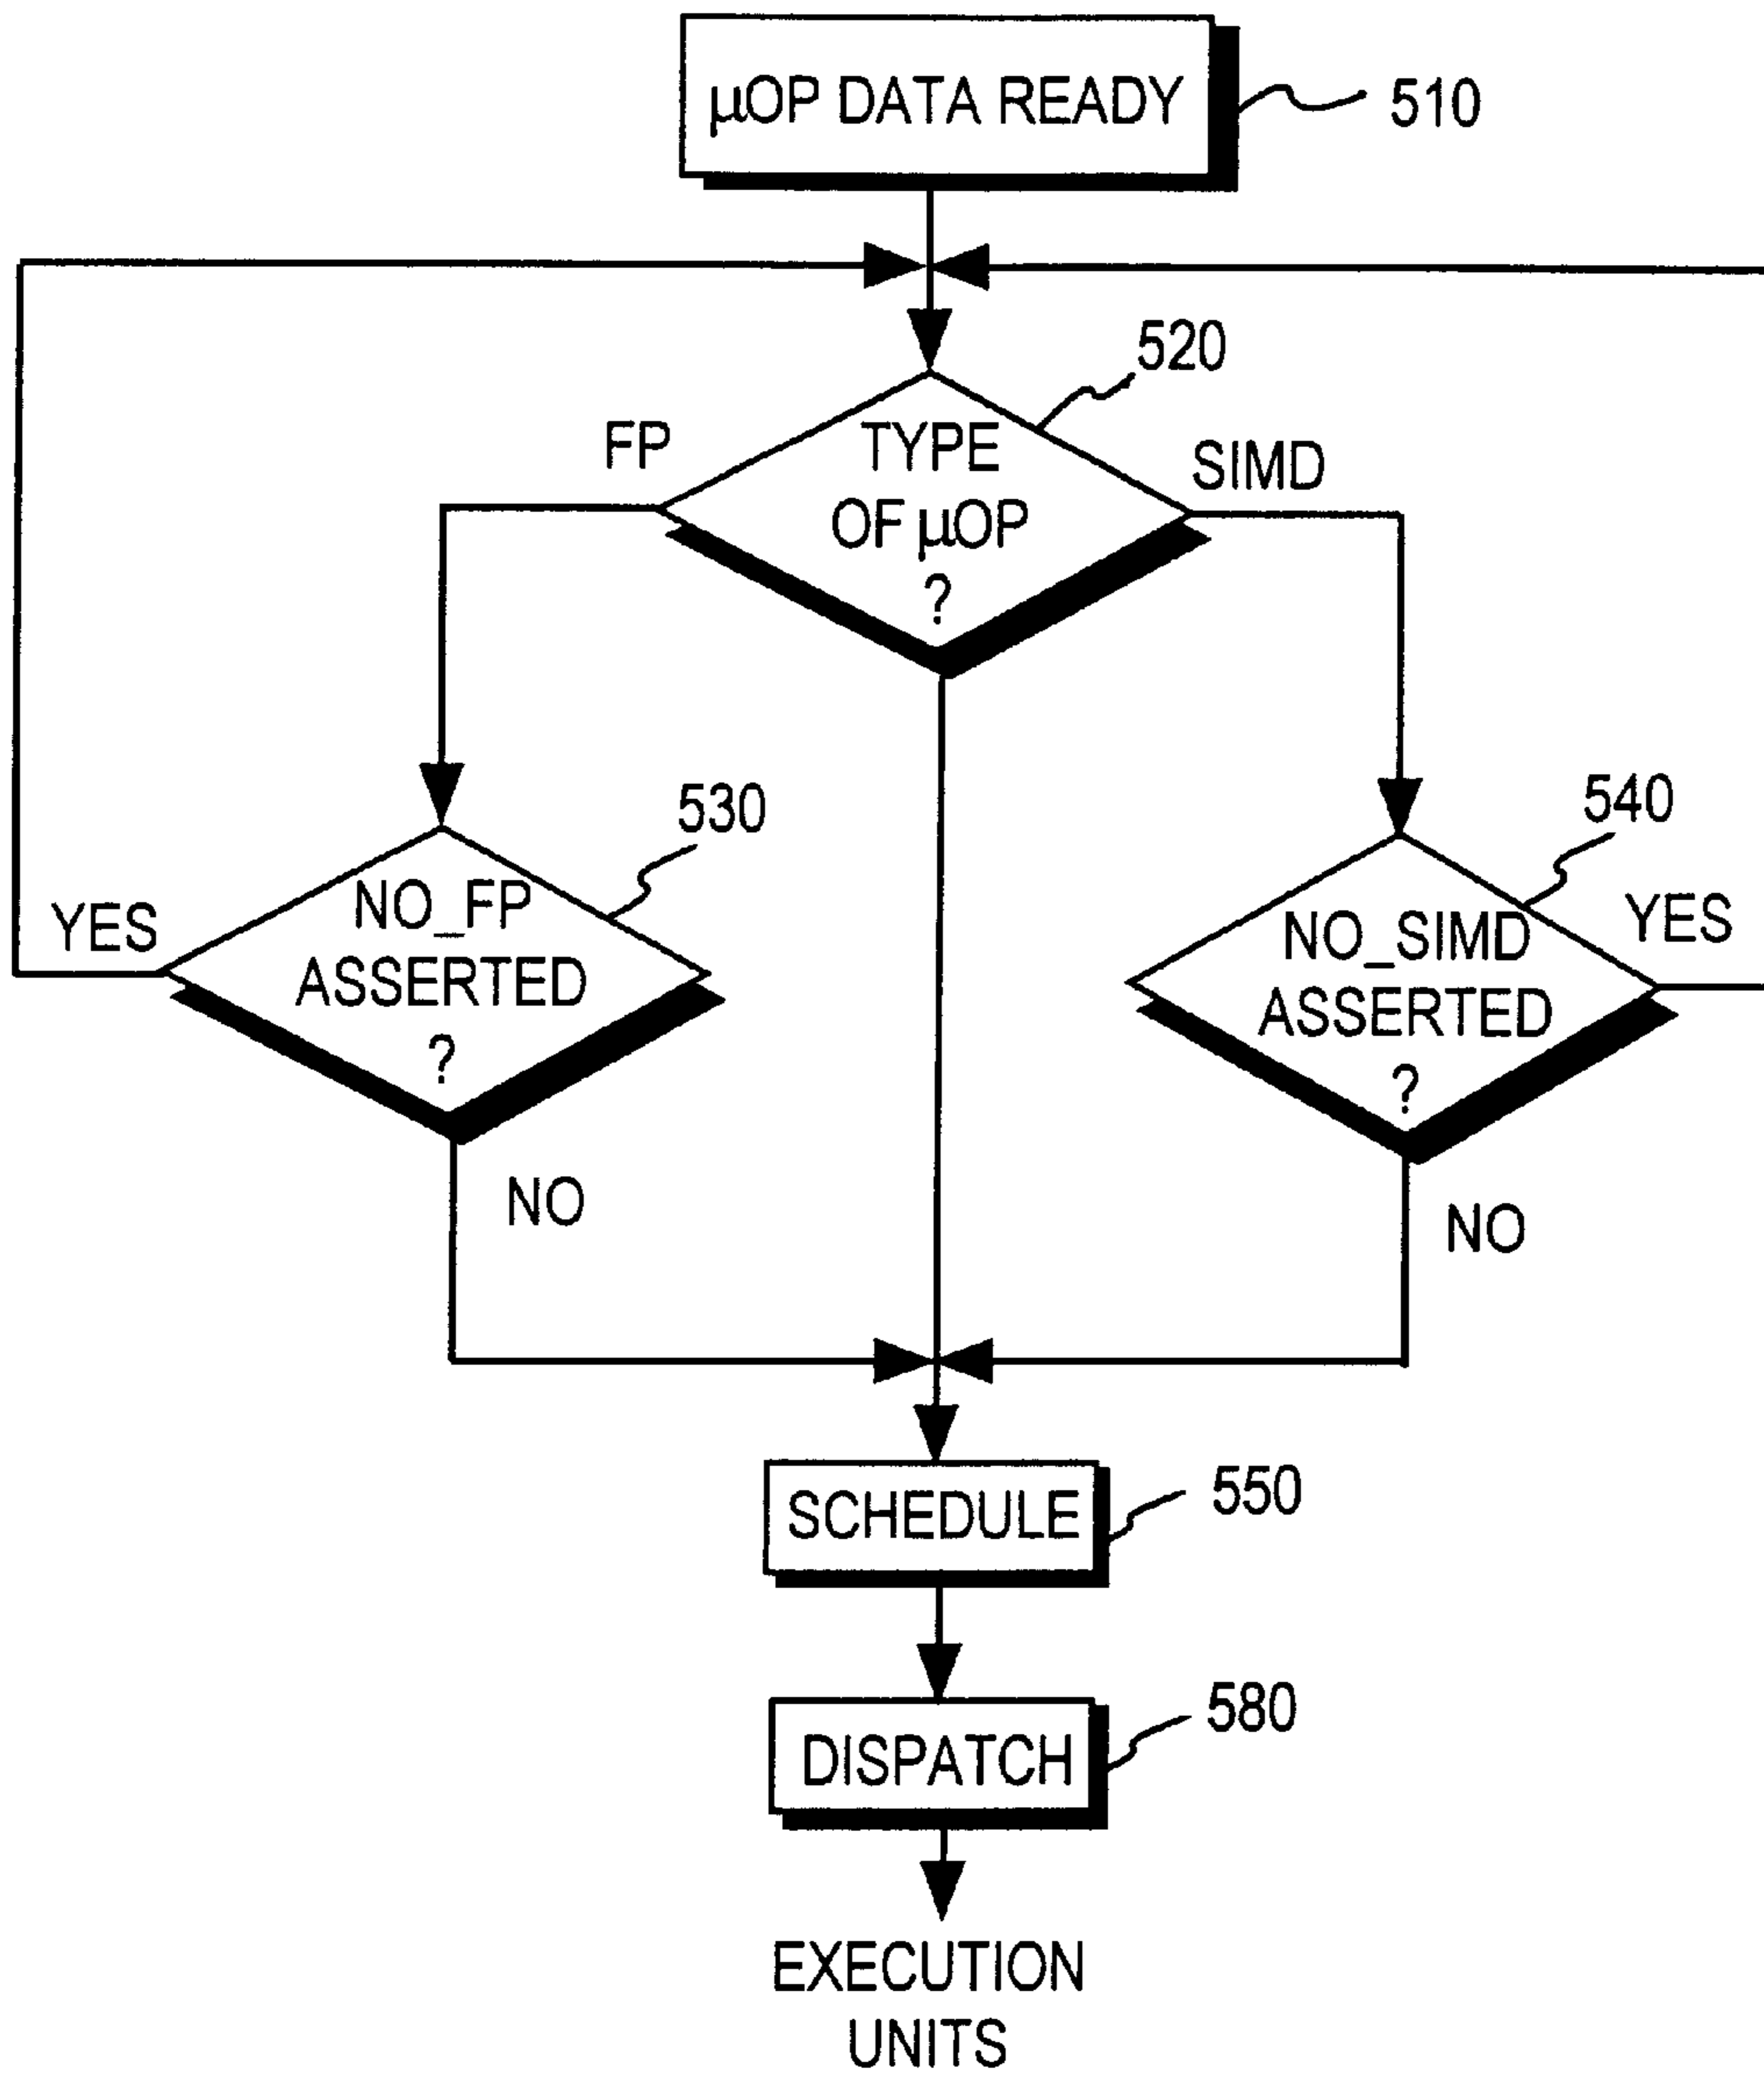 µOP DATA READY
510
520
FP
TYPE
OF µOP
?
SIMD
530
540
YES
NO_FP
ASSERTED
?
NO_SIMD
ASSERTED
?
YES
NO
NO
SCHEDULE
550
DISPATCH
580
EXECUTION
UNITS